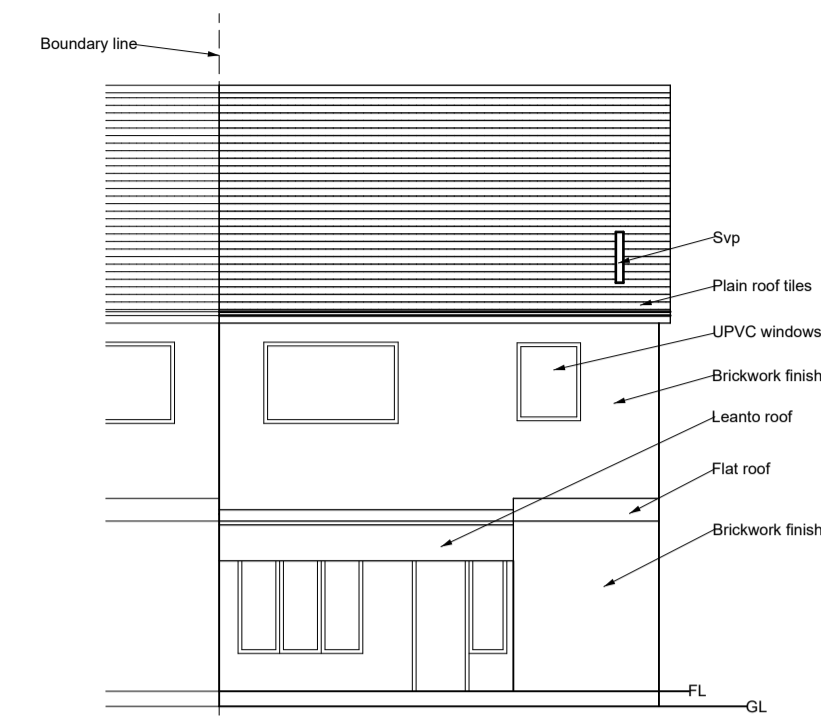 Boundary line
Svp
Plain roof tiles
UPVC windows
Brickwork finish
Leanto roof
Flat roof
Brickwork finish
FL
GL